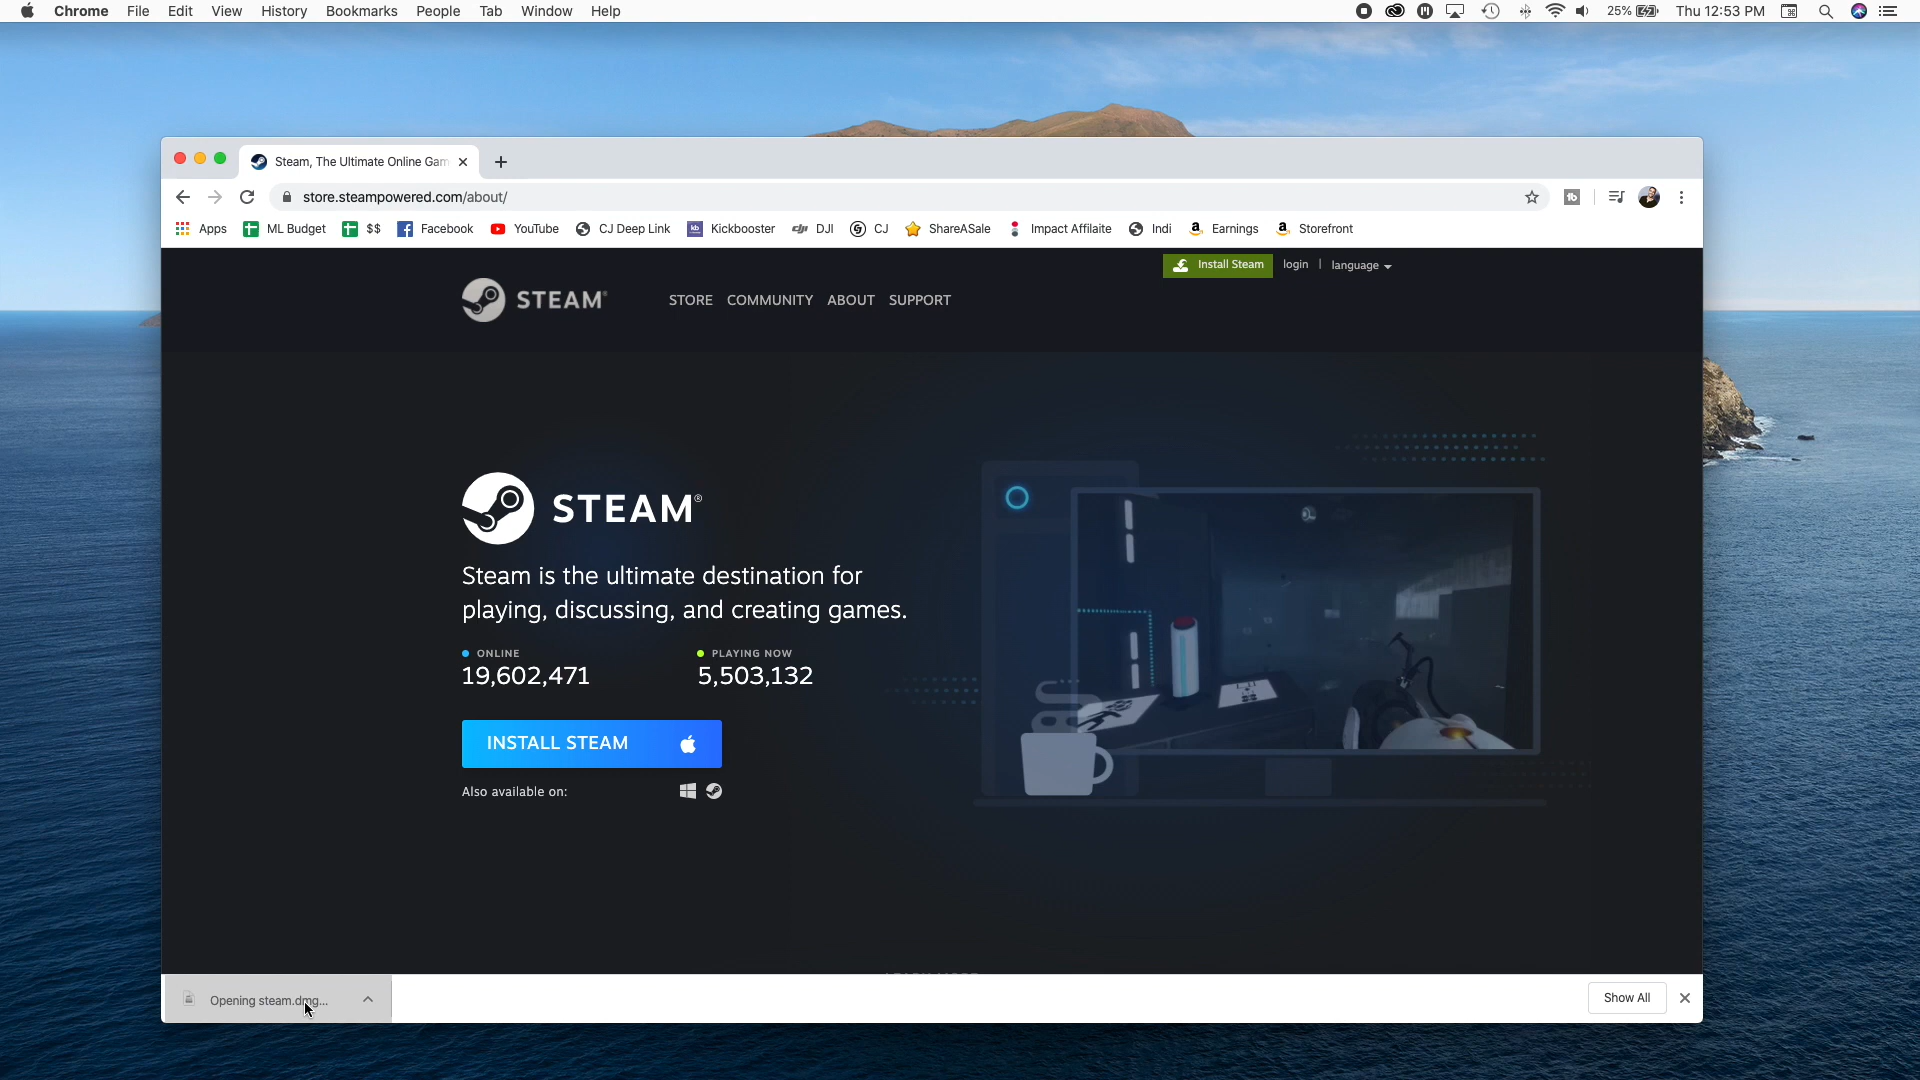 Chrome File Edit View History Bookmarks People Tab Window Help 25% Thu 12:53 PM
Steam, The Ultimate Online Gam
store.steampowered.com/about/
Apps ML Budget $$ Facebook YouTube CJ Deep Link Kickbooster DJI CJ ShareASale Impact Affilaite Indi Earnings Storefront
Install Steam login | language
STEAM® STORE COMMUNITY ABOUT SUPPORT
STEAM®
Steam is the ultimate destination for
playing, discussing, and creating games.
ONLINE PLAYING NOW
19,602,471 5,503,132
INSTALL STEAM
Also available on:
Opening steam.dmg... Show All